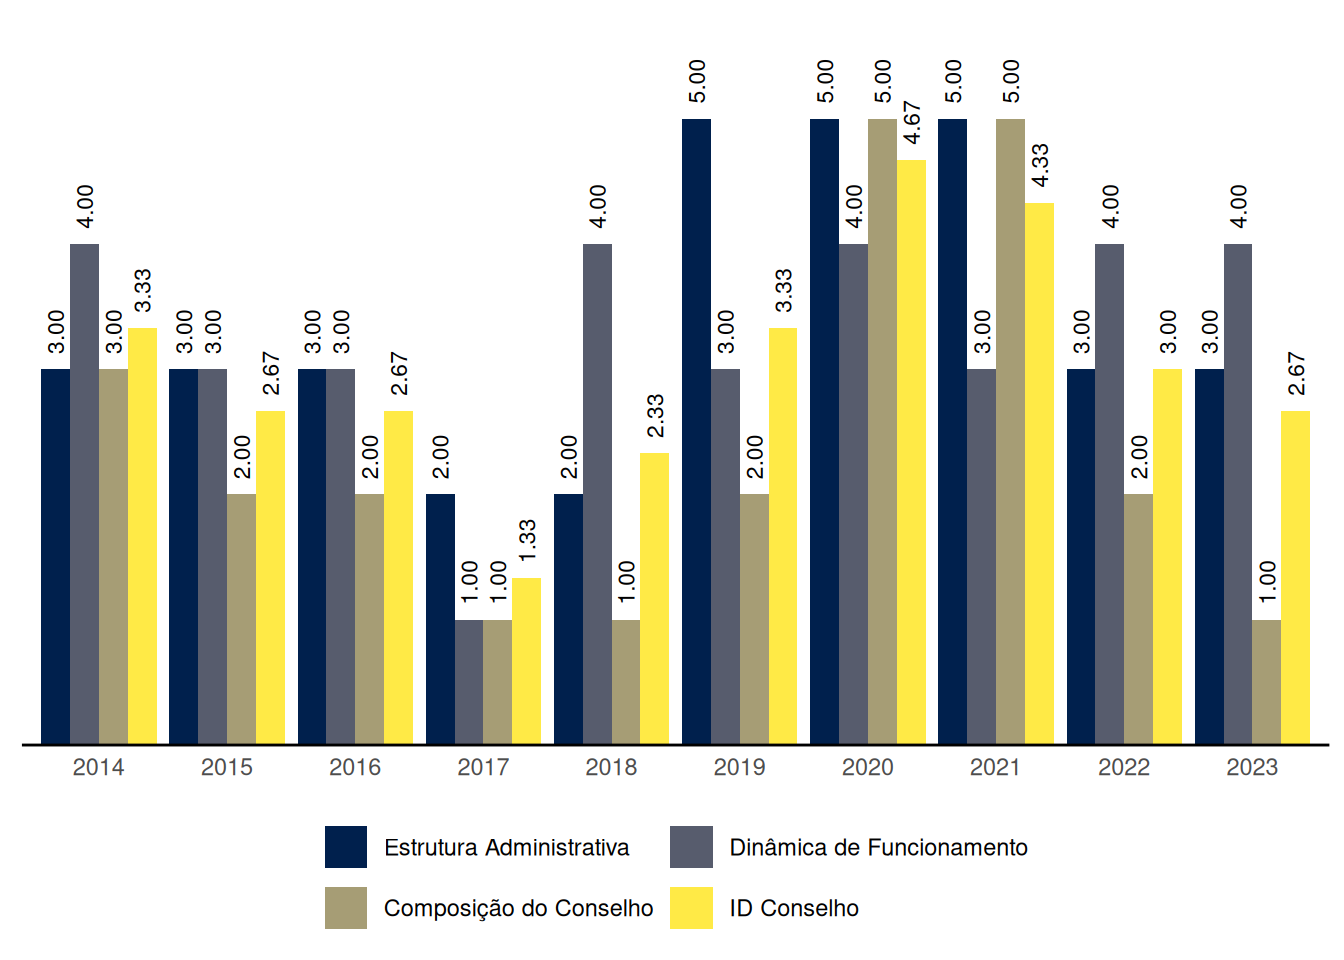 3.00 4.00 3.00 3.33
3.00 3.00 2.00 2.67
3.00 3.00 2.00 2.67
2.00 1.00 1.00 1.33
2.00 4.00 1.00 2.33
5.00 3.00 2.00 3.33
5.00 4.00 5.00 4.67
5.00 3.00 5.00 4.33
3.00 4.00 2.00 3.00
3.00 4.00 1.00 2.67
2014 2015 2016 2017 2018 2019 2020 2021 2022 2023
Estrutura Administrativa Dinâmica de Funcionamento
Composição do Conselho ID Conselho